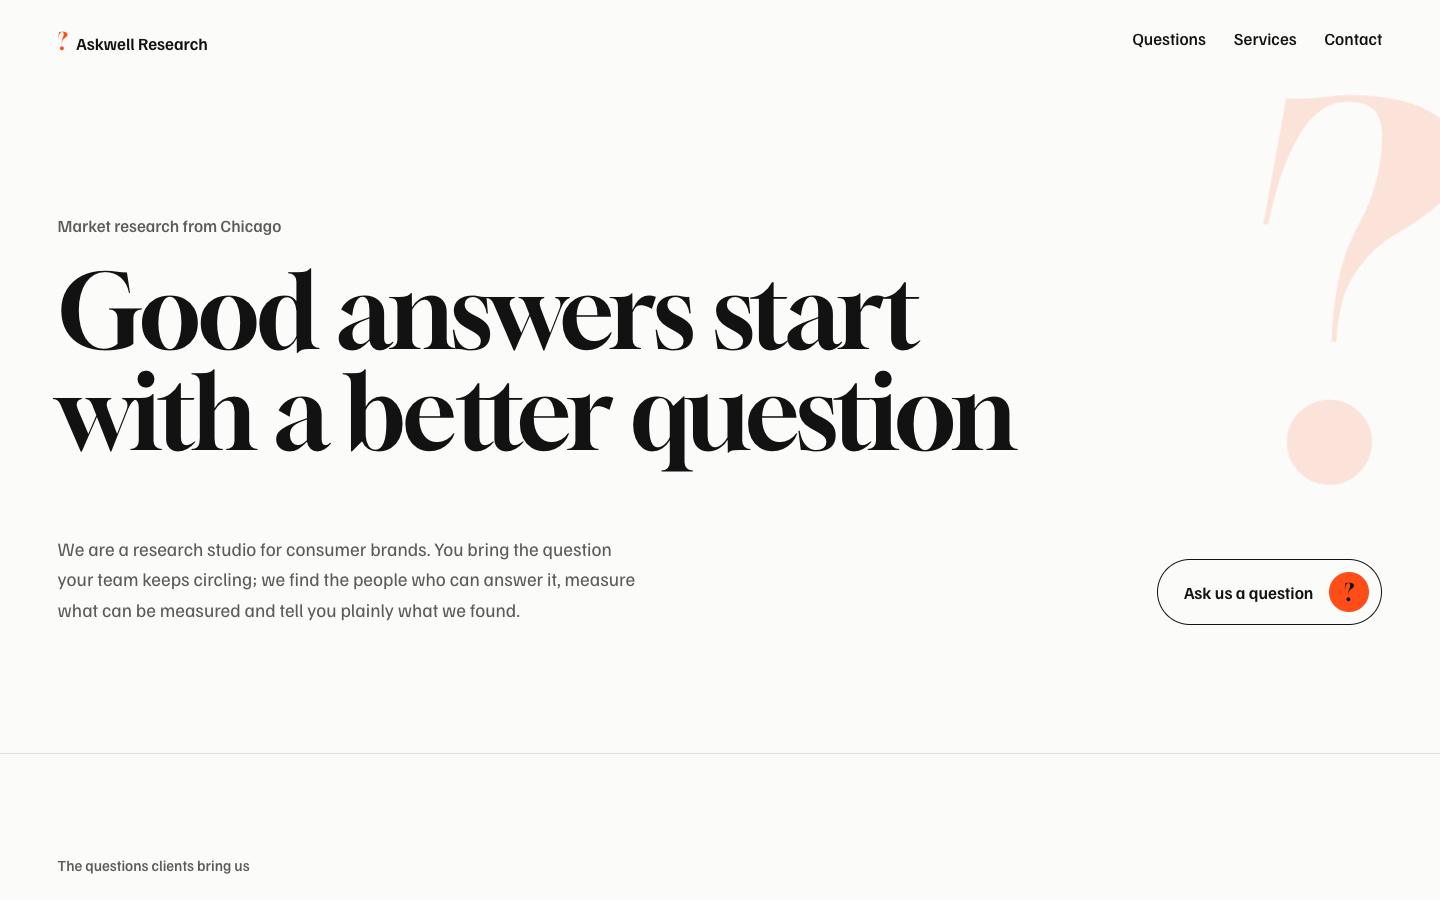 ? Askwell Research
Questions Services Contact
?
Market research from Chicago
Good answers start
with a better question
We are a research studio for consumer brands. You bring the question
your team keeps circling; we find the people who can answer it, measure
what can be measured and tell you plainly what we found.
Ask us a question ?
The questions clients bring us